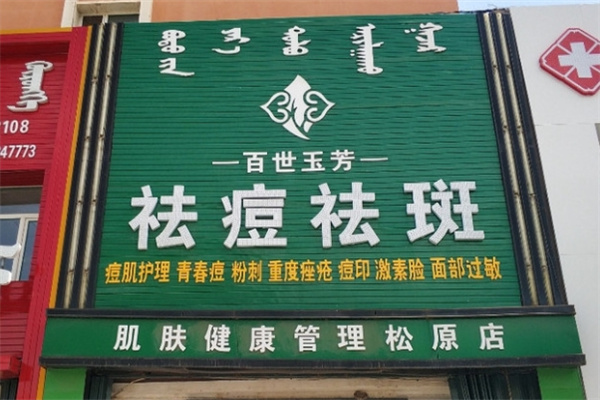 百世玉芳
祛痘祛斑
痘肌护理 青春痘 粉刺 重度痤疮 痘印 激素脸 面部过敏
肌肤健康管理松原店
108
47773